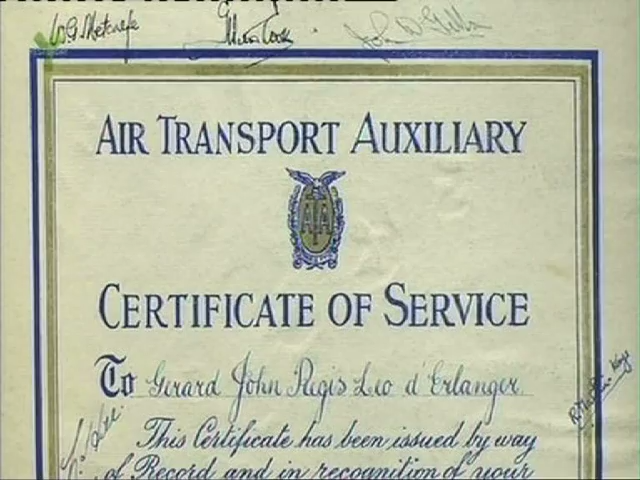 W.G. Metcalfe
AIR TRANSPORT AUXILIARY
ATA
CERTIFICATE OF SERVICE
To Gerard John Regis Leo d'Erlanger
This Certificate has been issued by way
of Record and in recognition of your